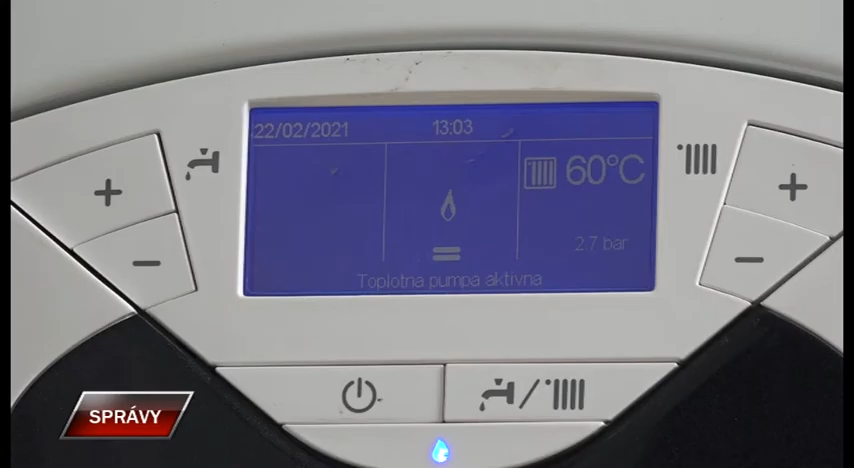 22/02/2021 13:03
60°C
2.7 bar
Toplotna pumpa aktivna
SPRÁVY